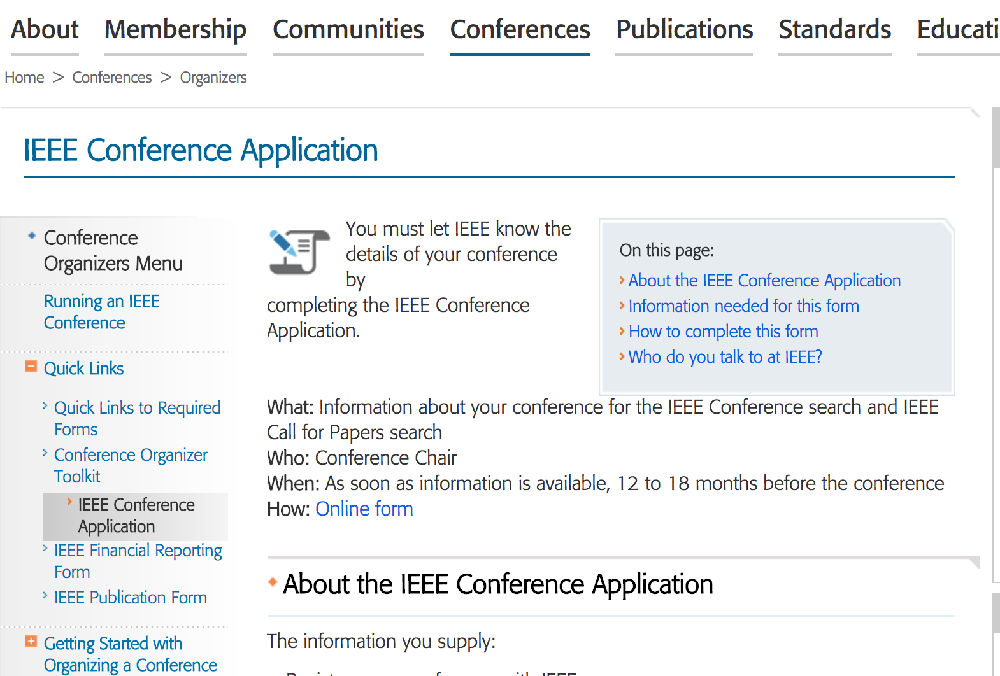 About Membership Communities Conferences Publications Standards Educati
Home > Conferences > Organizers
IEEE Conference Application
Conference
Organizers Menu
Running an IEEE
Conference
Quick Links
Quick Links to Required
Forms
Conference Organizer
Toolkit
IEEE Conference
Application
IEEE Financial Reporting
Form
IEEE Publication Form
Getting Started with
Organizing a Conference
You must let IEEE know the
details of your conference
by
completing the IEEE Conference
Application.
On this page:
About the IEEE Conference Application
Information needed for this form
How to complete this form
Who do you talk to at IEEE?
What: Information about your conference for the IEEE Conference search and IEEE
Call for Papers search
Who: Conference Chair
When: As soon as information is available, 12 to 18 months before the conference
How: Online form
About the IEEE Conference Application
The information you supply: